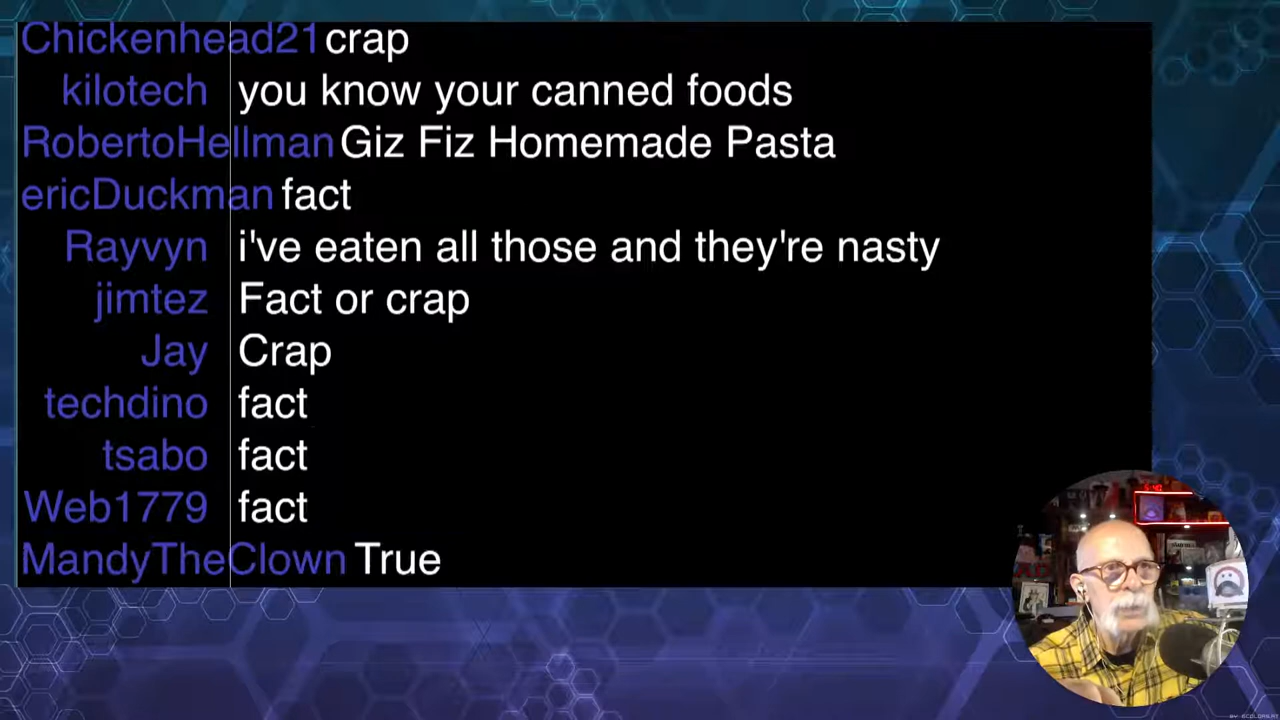 Chickenhead21 crap
kilotech you know your canned foods
RobertoHellman Giz Fiz Homemade Pasta
ericDuckman fact
Rayvyn i've eaten all those and they're nasty
jimtez Fact or crap
Jay Crap
techdino fact
tsabo fact
Web1779 fact
MandyTheClown True